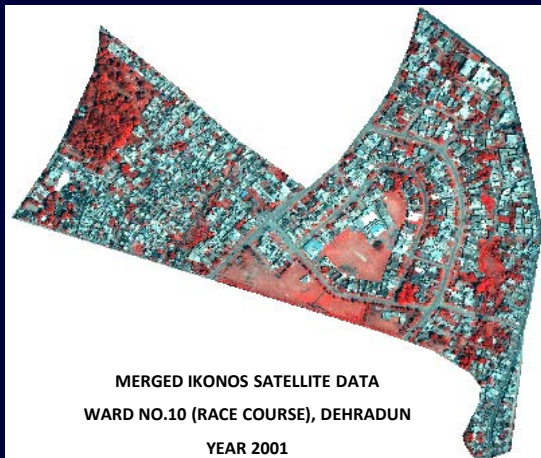 MERGED IKONOS SATELLITE DATA
WARD NO.10 (RACE COURSE), DEHRADUN
YEAR 2001